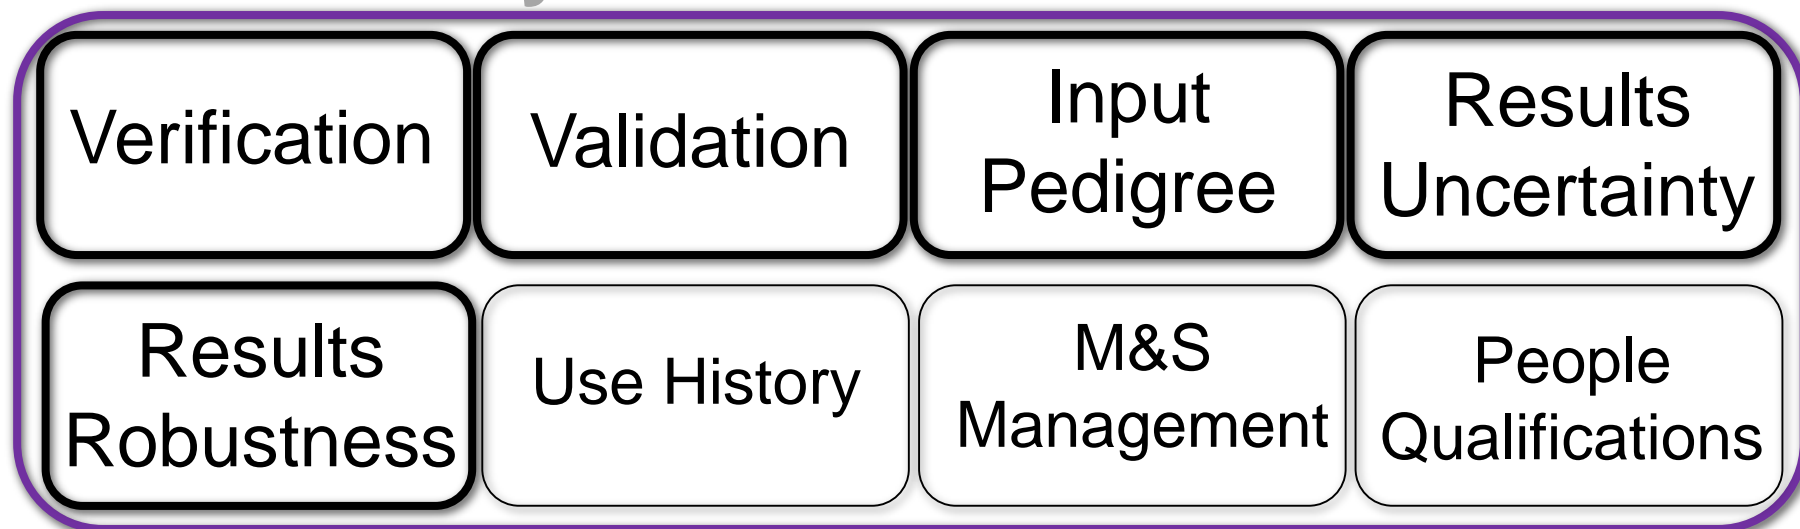 Verification
Validation
Input
Pedigree
Results
Uncertainty
Results
Robustness
Use History
M&S
Management
People
Qualifications